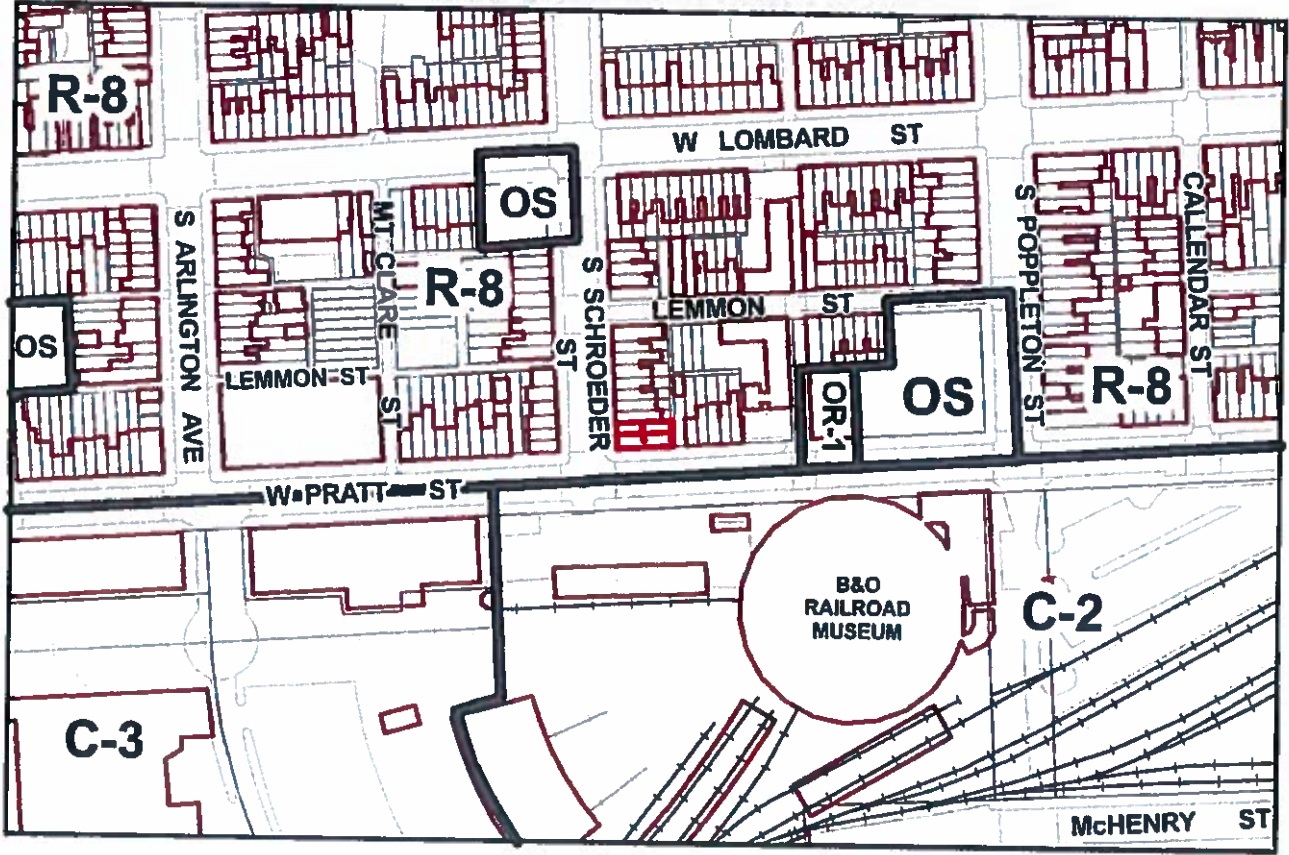 R-8
W LOMBARD ST
OS
S ARLINGTON AVE
MT CLARE ST
R-8
S SCHROEDER ST
S POPPLETON ST
CALLENDAR ST
LEMMON ST
OS
LEMMON ST
OR-1
OS
R-8
W PRATT ST
B&O
RAILROAD
MUSEUM
C-2
C-3
McHENRY ST